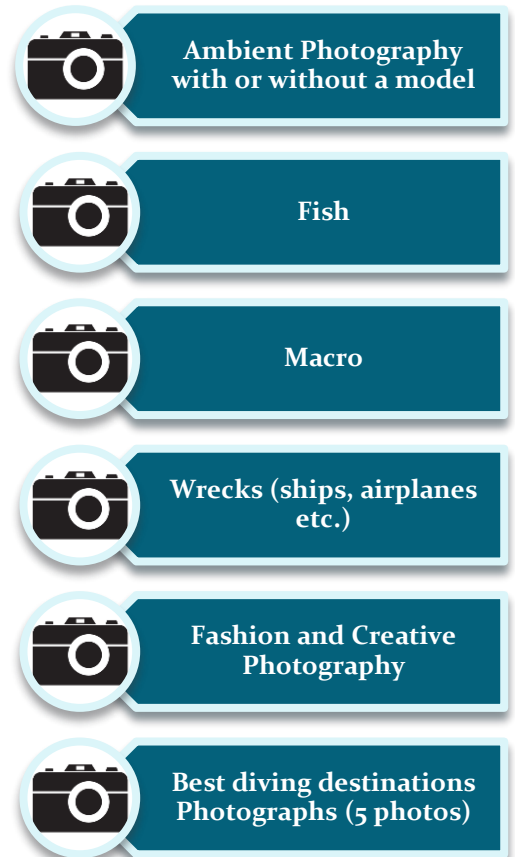 Ambient Photography
with or without a model
Fish
Macro
Wrecks (ships, airplanes
etc.)
Fashion and Creative
Photography
Best diving destinations
Photographs (5 photos)